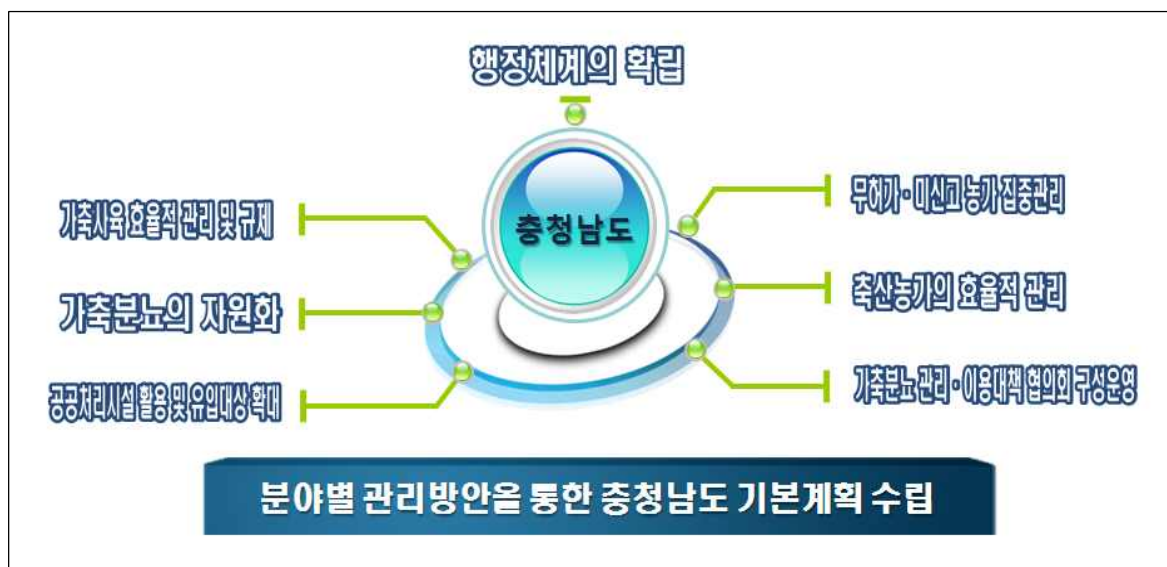 행정체계의 확립
가축사육 효율적 관리 및 규제
무허가·미신고 농가 집중관리
충청남도
가축분뇨의 자원화
축산농가의 효율적 관리
공공처리시설 활용 및 유입대상 확대
가축분뇨 관리·이용대책 협의회 구성운영
분야별 관리방안을 통한 충청남도 기본계획 수립